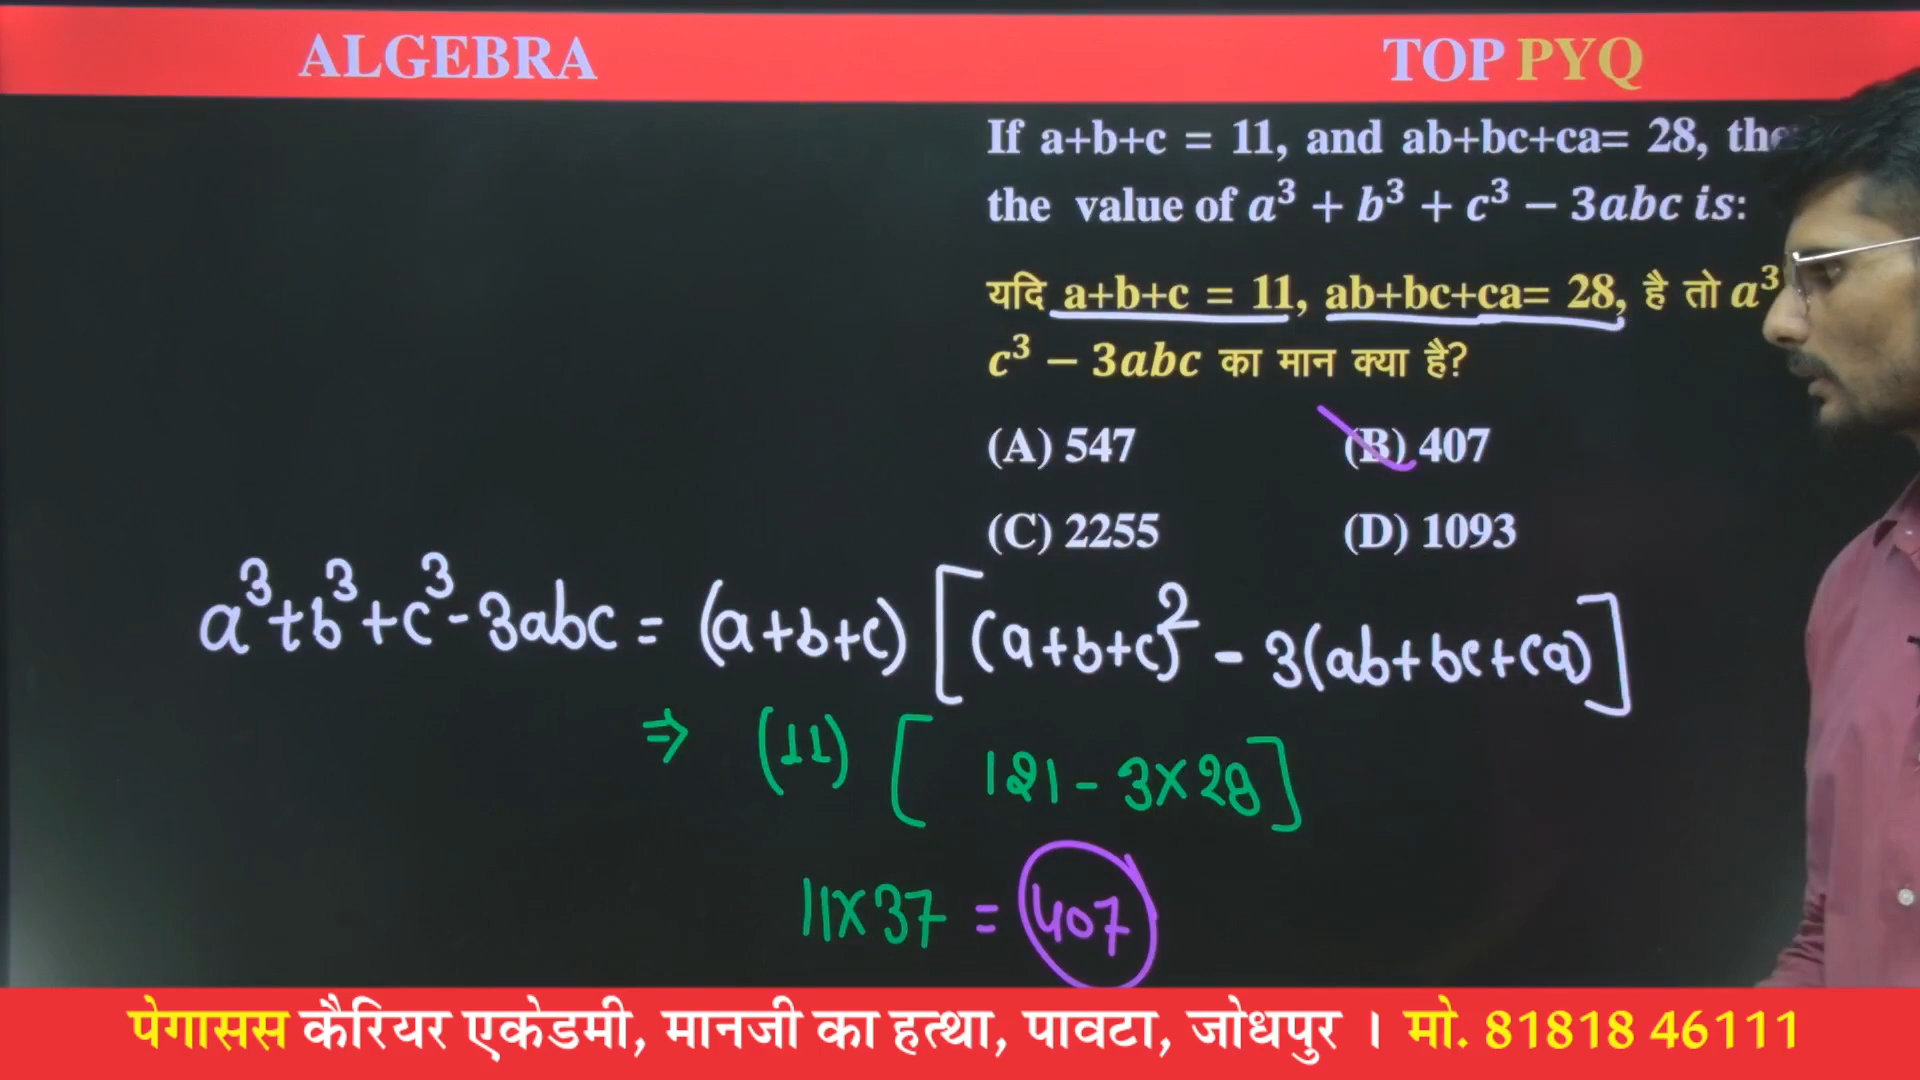 ALGEBRA
TOP PYQ
If a+b+c = 11, and ab+bc+ca= 28, the
the value of a³ + b³ + c³ − 3abc is:
यदि a+b+c = 11, ab+bc+ca= 28, है तो a³
c³ − 3abc का मान क्या है?
(A) 547 (B) 407
(C) 2255 (D) 1093
a³+b³+c³-3abc = (a+b+c) [(a+b+c)² - 3(ab+bc+ca)]
⇒ (11) [ 121 - 3×28]
11×37 = 407
पेगासस कैरियर एकेडमी, मानजी का हत्था, पावटा, जोधपुर । मो. 81818 46111